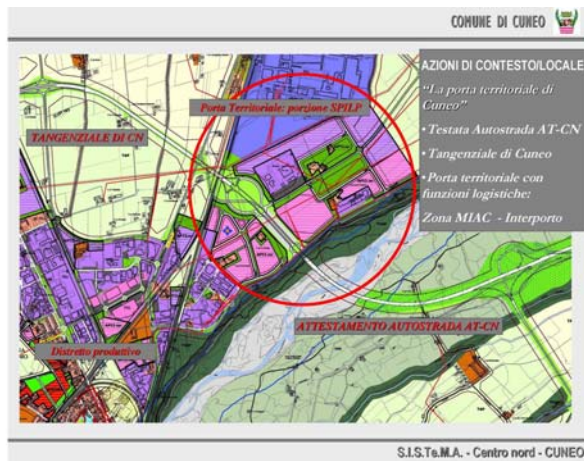 COMUNE DI CUNEO
AZIONI DI CONTESTO/LOCALE
"La porta territoriale di
Cuneo"
• Testata Autostrada AT-CN
• Tangenziale di Cuneo
• Porta territoriale con
funzioni logistiche:
Zona MIAC - Interporto
Porta Territoriale: porzione SPILP
TANGENZIALE DI CN
ATTESTAMENTO AUTOSTRADA AT-CN
Distretto produttivo
S.I.S.Te.M.A. - Centro nord - CUNEO